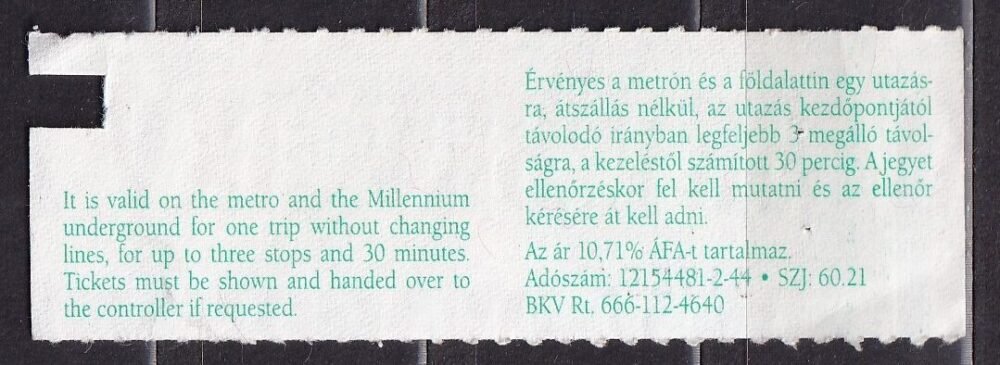 It is valid on the metro and the Millennium
underground for one trip without changing
lines, for up to three stops and 30 minutes.
Tickets must be shown and handed over to
the controller if requested.
Érvényes a metrón és a földalattin egy utazás-
ra, átszállás nélkül, az utazás kezdőpontjától
távolodó irányban legfeljebb 3 megálló távol-
ságra, a kezeléstől számított 30 percig. A jegyet
ellenőrzéskor fel kell mutatni és az ellenőr
kérésére át kell adni.
Az ár 10,71% ÁFA-t tartalmaz.
Adószám: 12154481-2-44 • SZJ: 60.21
BKV Rt. 666-112-4640